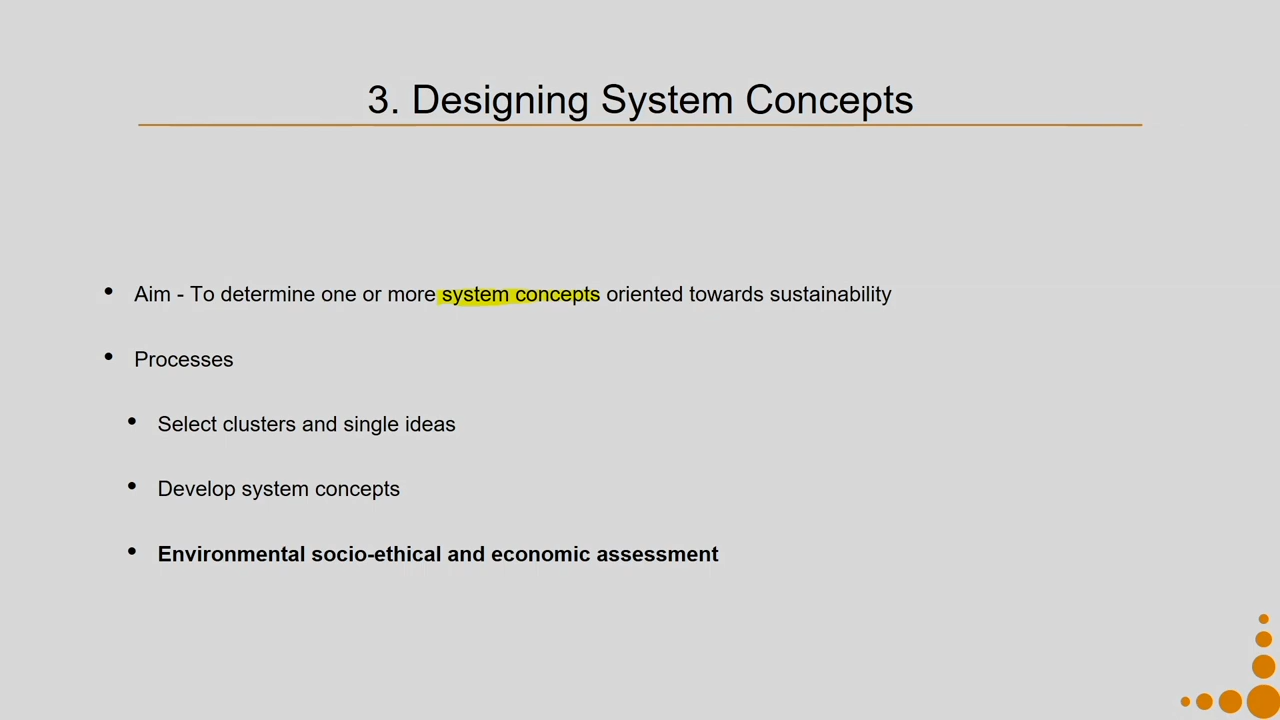 3. Designing System Concepts
• Aim - To determine one or more system concepts oriented towards sustainability
• Processes
• Select clusters and single ideas
• Develop system concepts
• Environmental socio-ethical and economic assessment